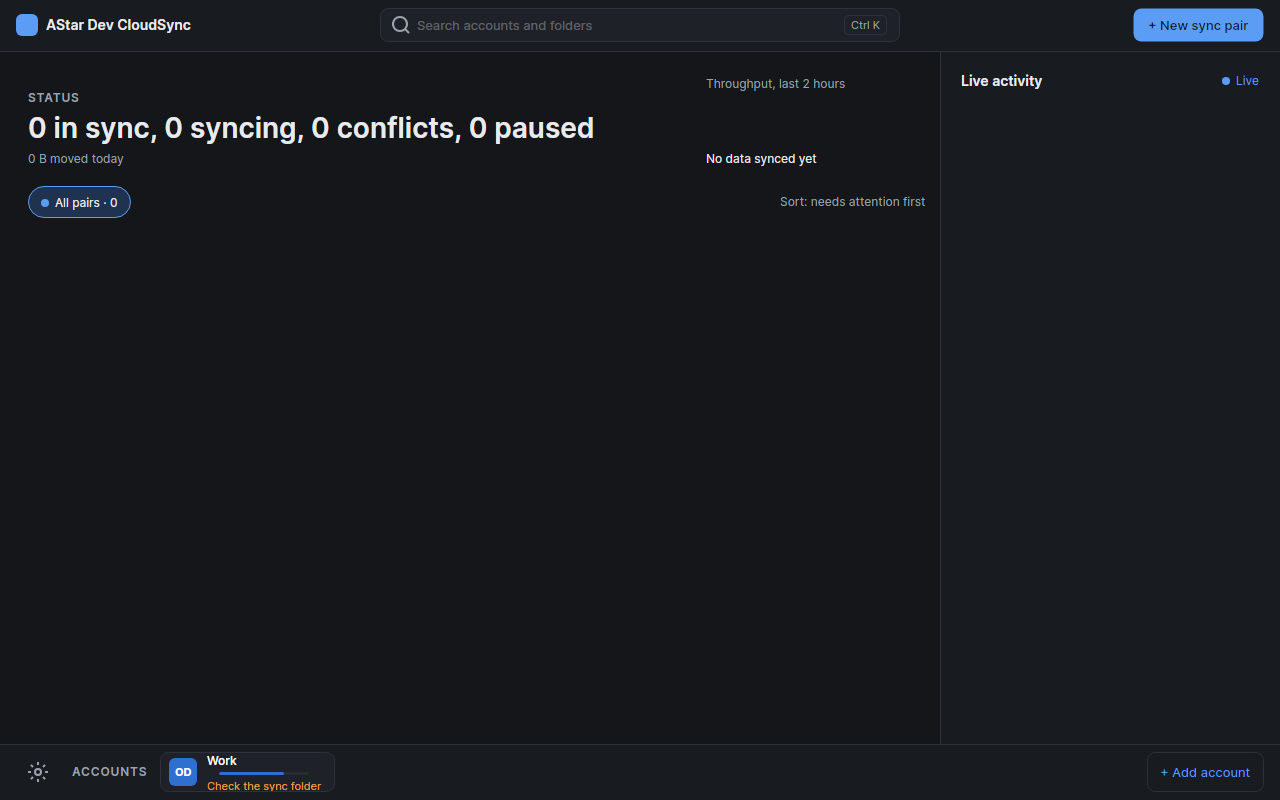 AStar Dev CloudSync
Search accounts and folders
Ctrl K
+ New sync pair
STATUS
0 in sync, 0 syncing, 0 conflicts, 0 paused
0 B moved today
Throughput, last 2 hours
No data synced yet
All pairs · 0
Sort: needs attention first
Live activity
Live
ACCOUNTS
OD
Work
Check the sync folder
+ Add account